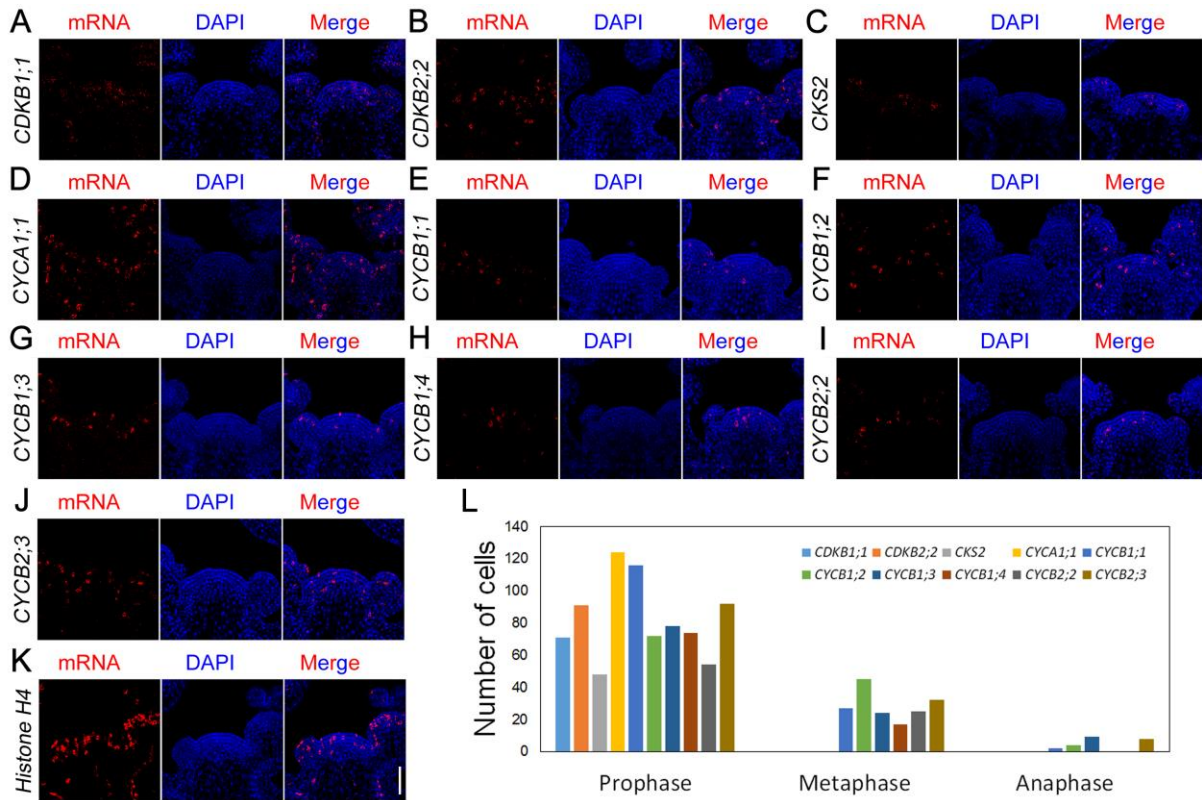 A mRNA DAPI Merge
CDKB1;1
B mRNA DAPI Merge
CDKB2;2
C mRNA DAPI Merge
CKS2
D mRNA DAPI Merge
CYCA1;1
E mRNA DAPI Merge
CYCB1;1
F mRNA DAPI Merge
CYCB1;2
G mRNA DAPI Merge
CYCB1;3
H mRNA DAPI Merge
CYCB1;4
I mRNA DAPI Merge
CYCB2;2
J mRNA DAPI Merge
CYCB2;3
K mRNA DAPI Merge
Histone H4
L
Number of cells
140
120
100
80
60
40
20
0
CDKB1;1 CDKB2;2 CKS2 CYCA1;1 CYCB1;1
CYCB1;2 CYCB1;3 CYCB1;4 CYCB2;2 CYCB2;3
Prophase Metaphase Anaphase